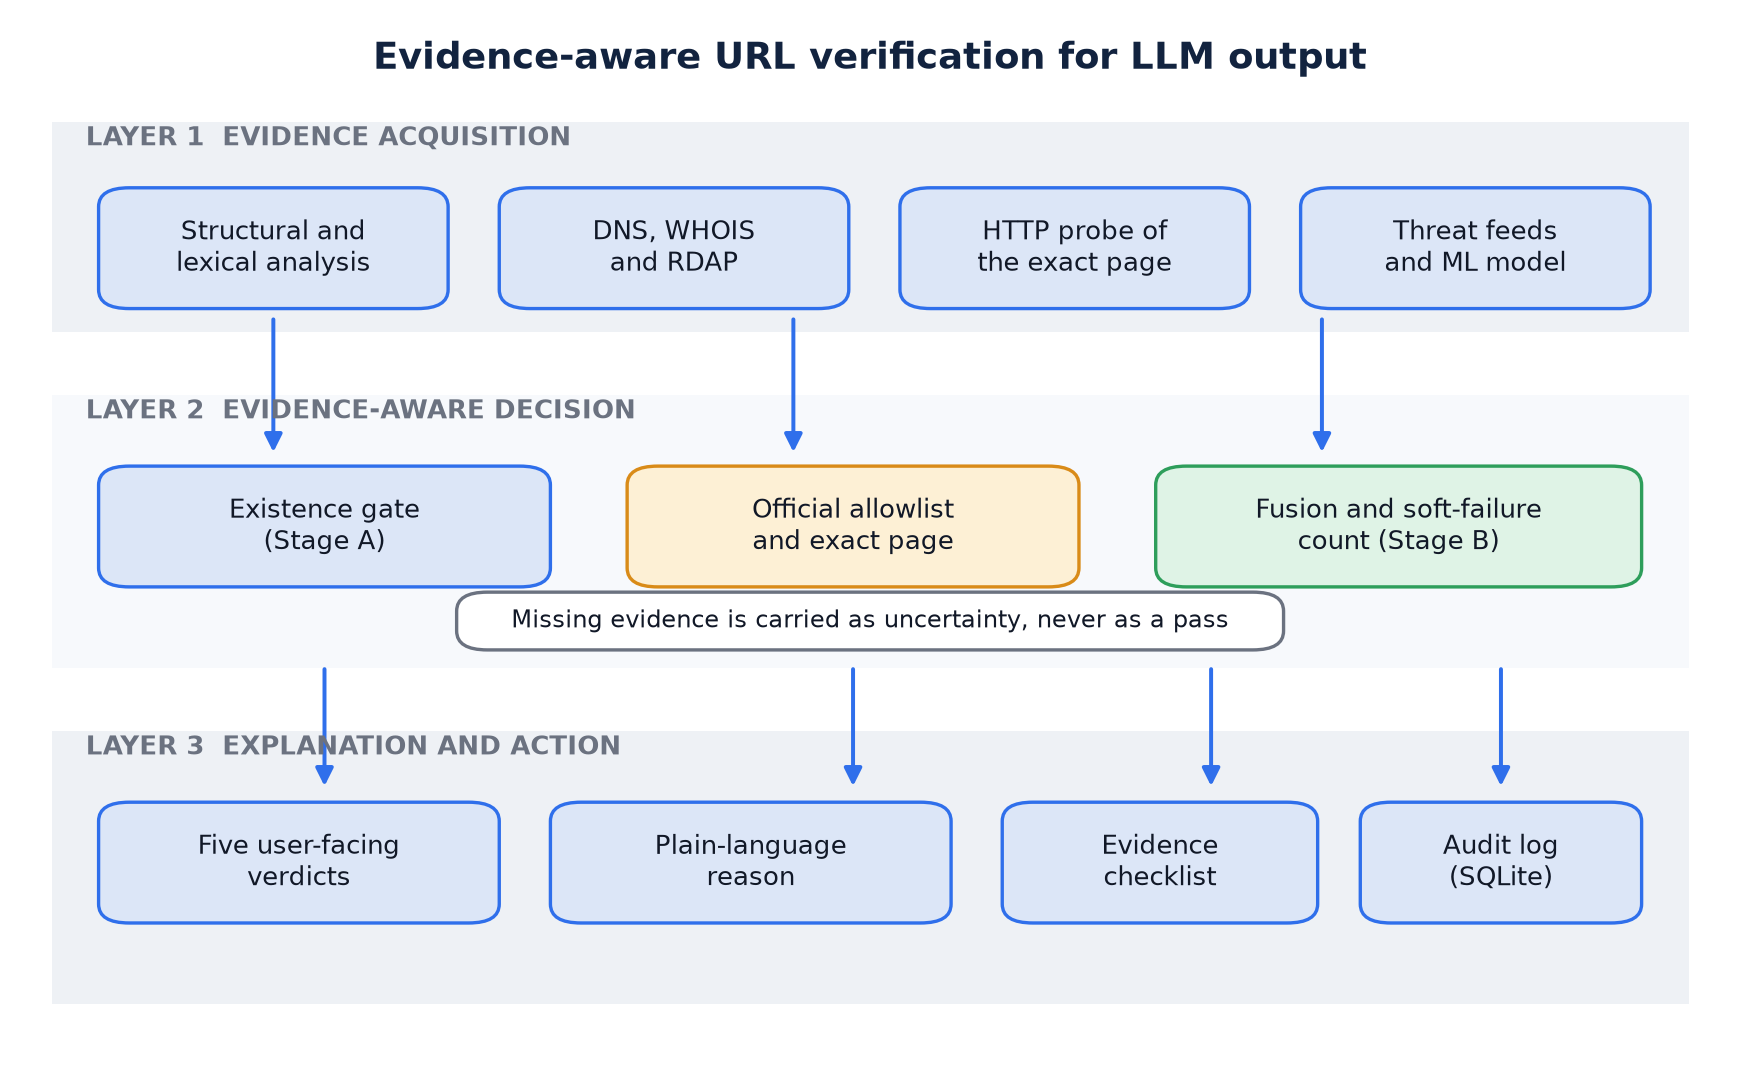 Evidence-aware URL verification for LLM output
LAYER 1  EVIDENCE ACQUISITION
Structural and
lexical analysis
DNS, WHOIS
and RDAP
HTTP probe of
the exact page
Threat feeds
and ML model
LAYER 2  EVIDENCE-AWARE DECISION
Existence gate
(Stage A)
Official allowlist
and exact page
Fusion and soft-failure
count (Stage B)
Missing evidence is carried as uncertainty, never as a pass
LAYER 3  EXPLANATION AND ACTION
Five user-facing
verdicts
Plain-language
reason
Evidence
checklist
Audit log
(SQLite)